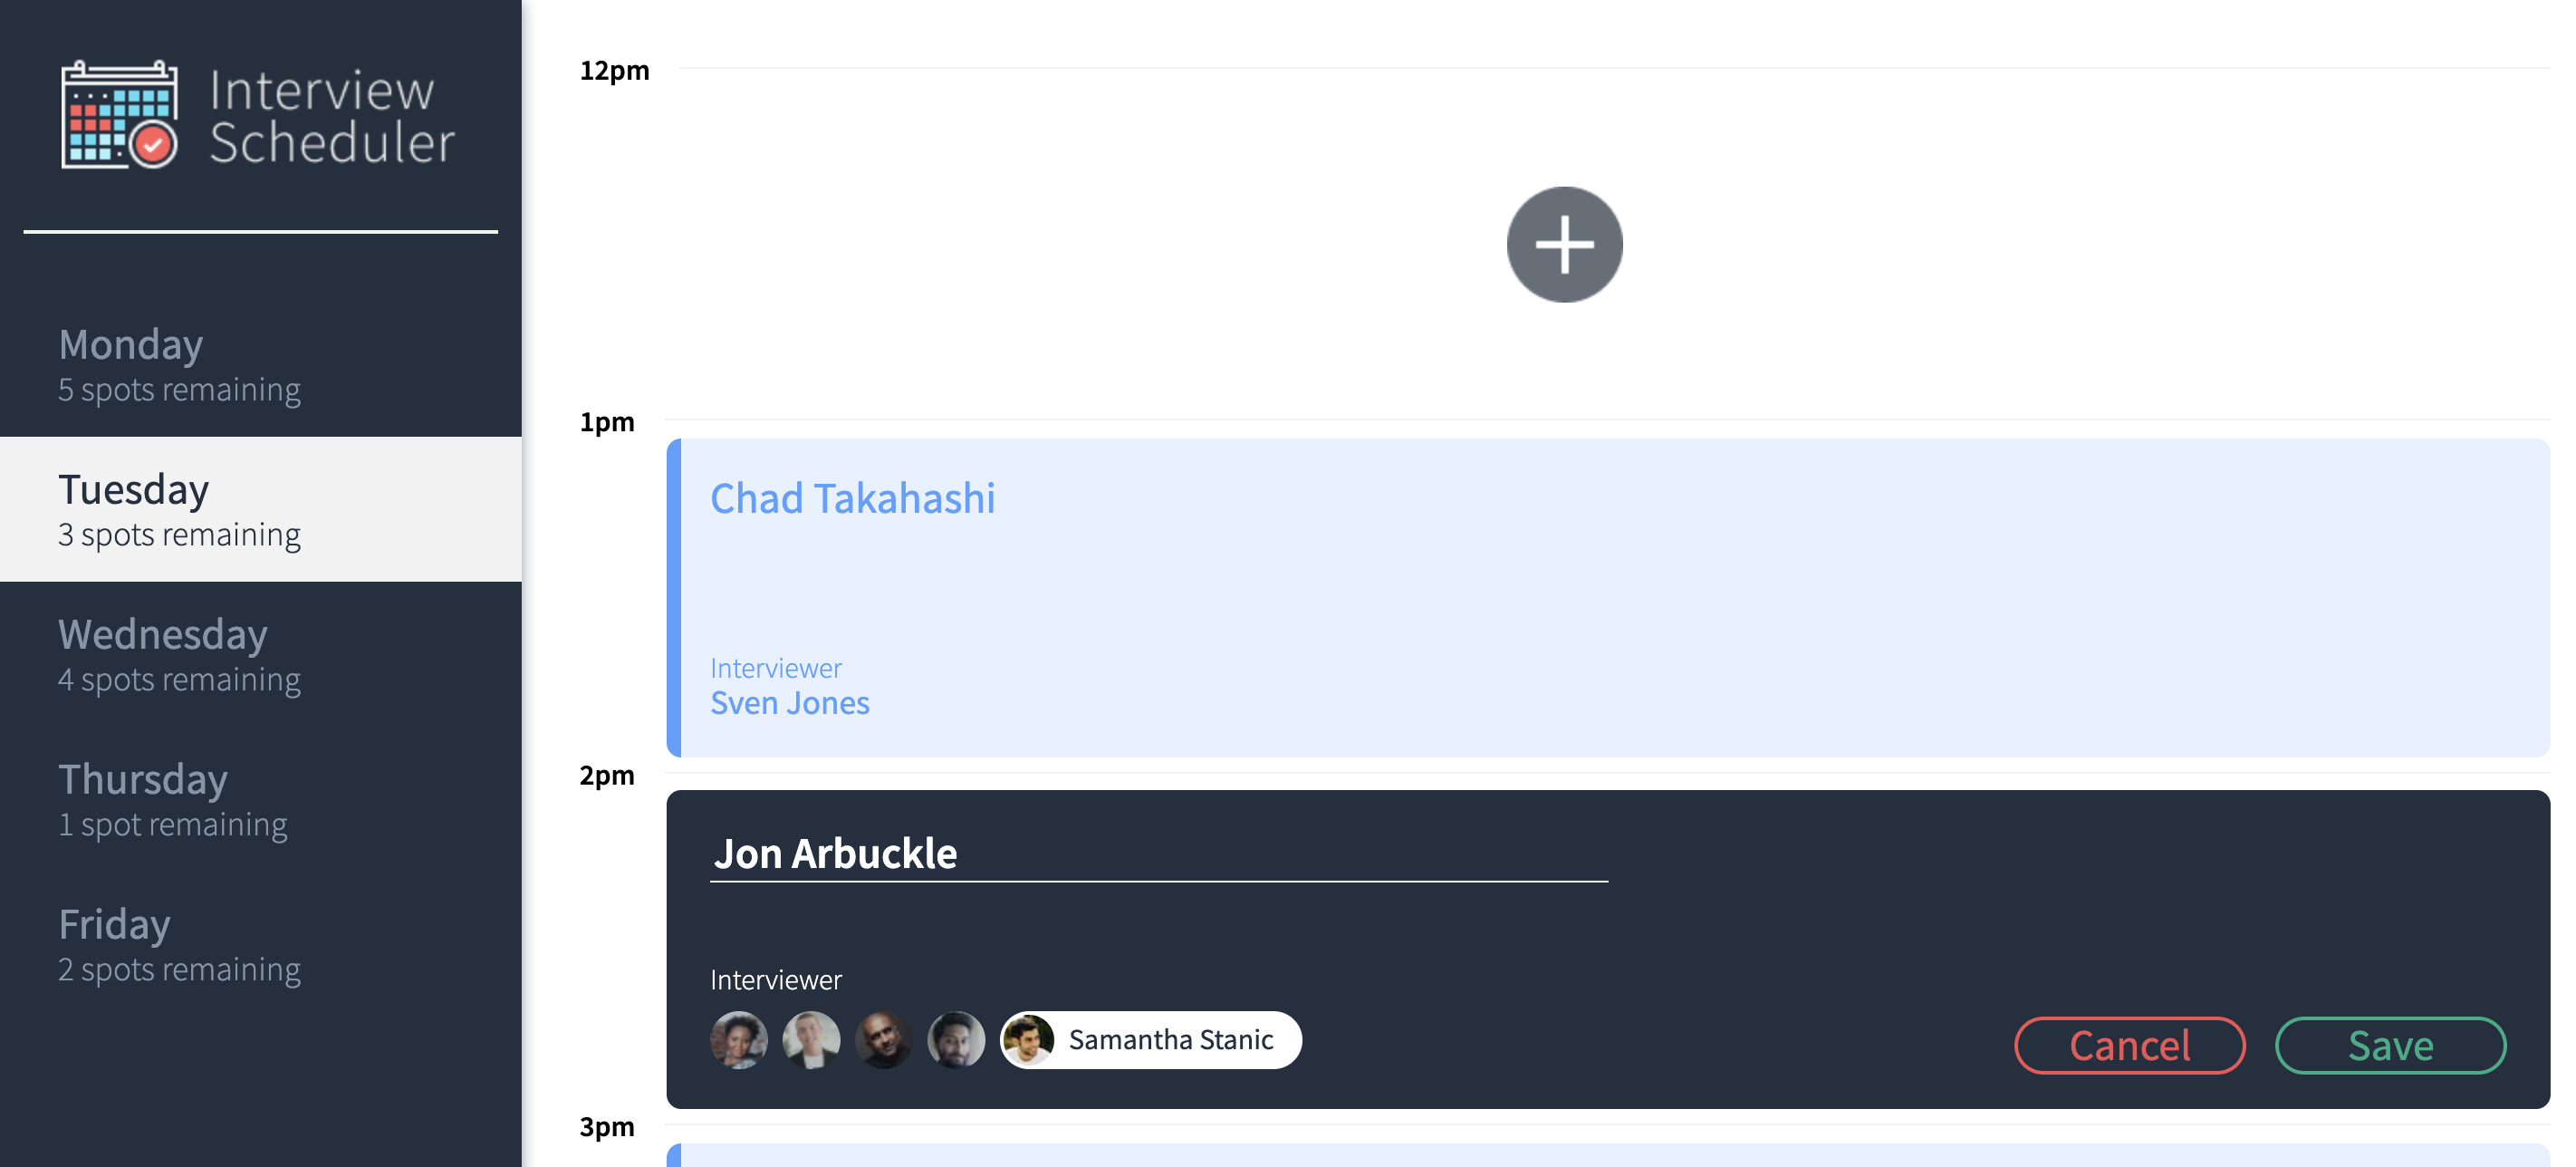 Interview
Scheduler
Monday
5 spots remaining
Tuesday
3 spots remaining
Wednesday
4 spots remaining
Thursday
1 spot remaining
Friday
2 spots remaining
12pm
1pm
Chad Takahashi
Interviewer
Sven Jones
2pm
Jon Arbuckle
Interviewer
Samantha Stanic
Cancel
Save
3pm